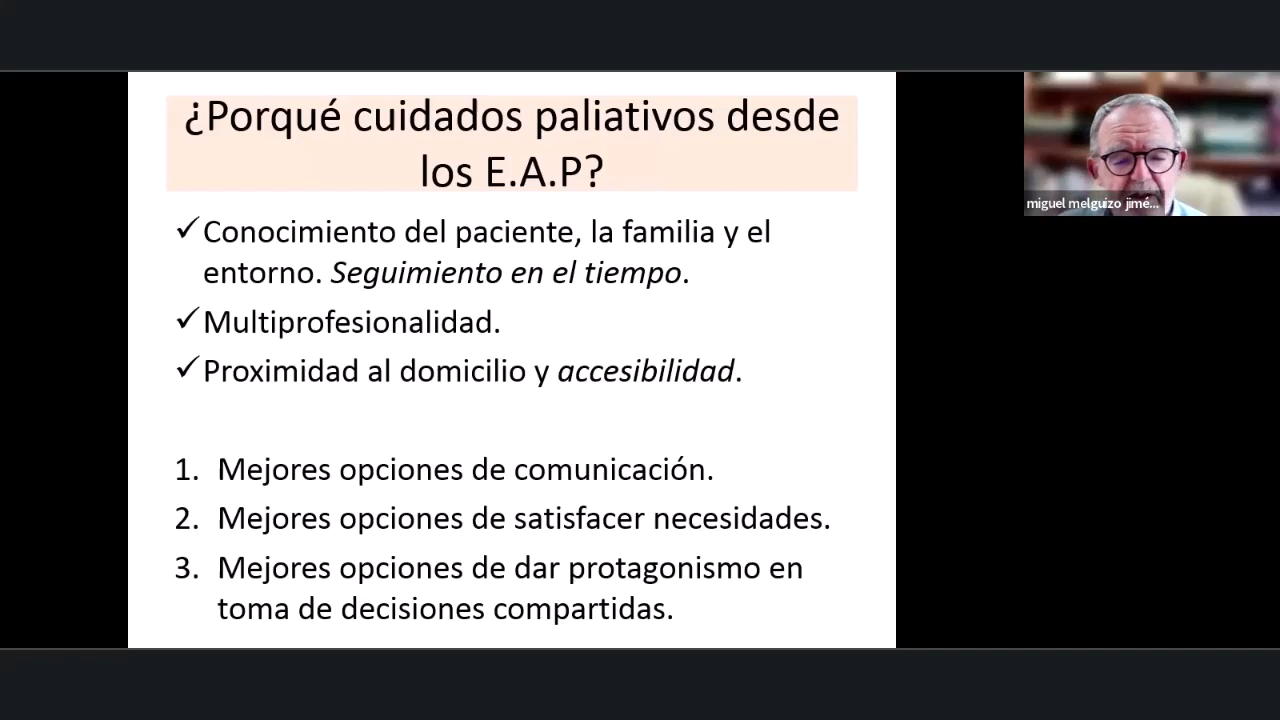 ¿Porqué cuidados paliativos desde
los E.A.P?
✓Conocimiento del paciente, la familia y el
entorno. Seguimiento en el tiempo.
✓Multiprofesionalidad.
✓Proximidad al domicilio y accesibilidad.
1. Mejores opciones de comunicación.
2. Mejores opciones de satisfacer necesidades.
3. Mejores opciones de dar protagonismo en
toma de decisiones compartidas.
miguel melguizo jimé...